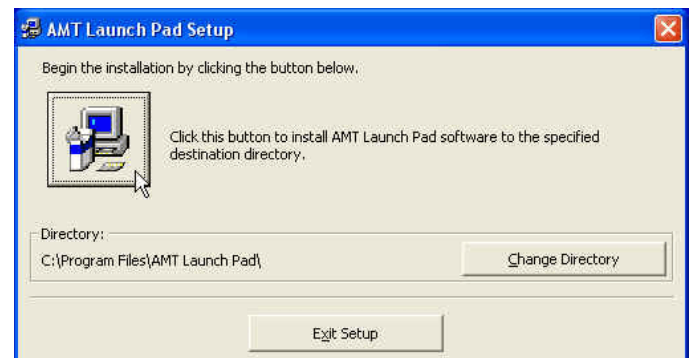 AMT Launch Pad Setup
Begin the installation by clicking the button below.
Click this button to install AMT Launch Pad software to the specified
destination directory.
Directory:
C:\Program Files\AMT Launch Pad\
Change Directory
Exit Setup